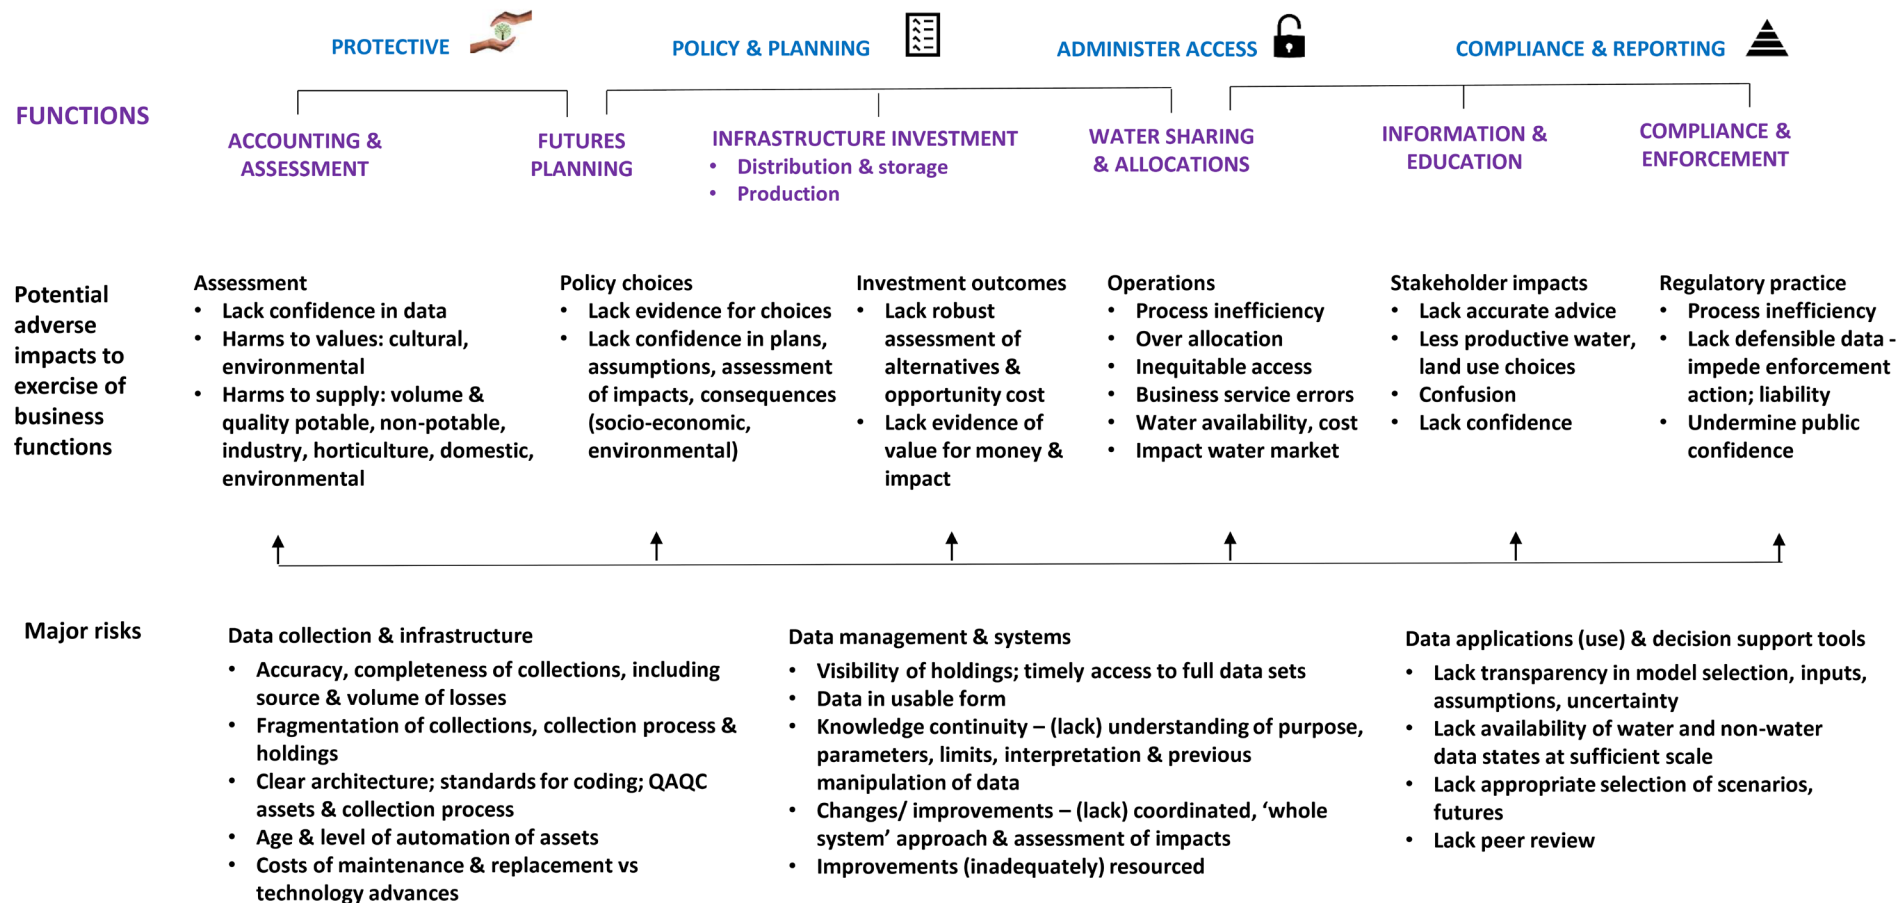 PROTECTIVE
POLICY & PLANNING
ADMINISTER ACCESS
COMPLIANCE & REPORTING
FUNCTIONS
ACCOUNTING &
ASSESSMENT
FUTURES
PLANNING
INFRASTRUCTURE INVESTMENT
• Distribution & storage
• Production
WATER SHARING
& ALLOCATIONS
INFORMATION &
EDUCATION
COMPLIANCE &
ENFORCEMENT
Potential
adverse
impacts to
exercise of
business
functions
Assessment
• Lack confidence in data
• Harms to values: cultural,
environmental
• Harms to supply: volume &
quality potable, non-potable,
industry, horticulture, domestic,
environmental
Policy choices
• Lack evidence for choices
• Lack confidence in plans,
assumptions, assessment
of impacts, consequences
(socio-economic,
environmental)
Investment outcomes
• Lack robust
assessment of
alternatives &
opportunity cost
• Lack evidence of
value for money &
impact
Operations
• Process inefficiency
• Over allocation
• Inequitable access
• Business service errors
• Water availability, cost
• Impact water market
Stakeholder impacts
• Lack accurate advice
• Less productive water,
land use choices
• Confusion
• Lack confidence
Regulatory practice
• Process inefficiency
• Lack defensible data -
impede enforcement
action; liability
• Undermine public
confidence
Major risks
Data collection & infrastructure
• Accuracy, completeness of collections, including
source & volume of losses
• Fragmentation of collections, collection process &
holdings
• Clear architecture; standards for coding; QAQC
assets & collection process
• Age & level of automation of assets
• Costs of maintenance & replacement vs
technology advances
Data management & systems
• Visibility of holdings; timely access to full data sets
• Data in usable form
• Knowledge continuity – (lack) understanding of purpose,
parameters, limits, interpretation & previous
manipulation of data
• Changes/ improvements – (lack) coordinated, ‘whole
system’ approach & assessment of impacts
• Improvements (inadequately) resourced
Data applications (use) & decision support tools
• Lack transparency in model selection, inputs,
assumptions, uncertainty
• Lack availability of water and non-water
data states at sufficient scale
• Lack appropriate selection of scenarios,
futures
• Lack peer review